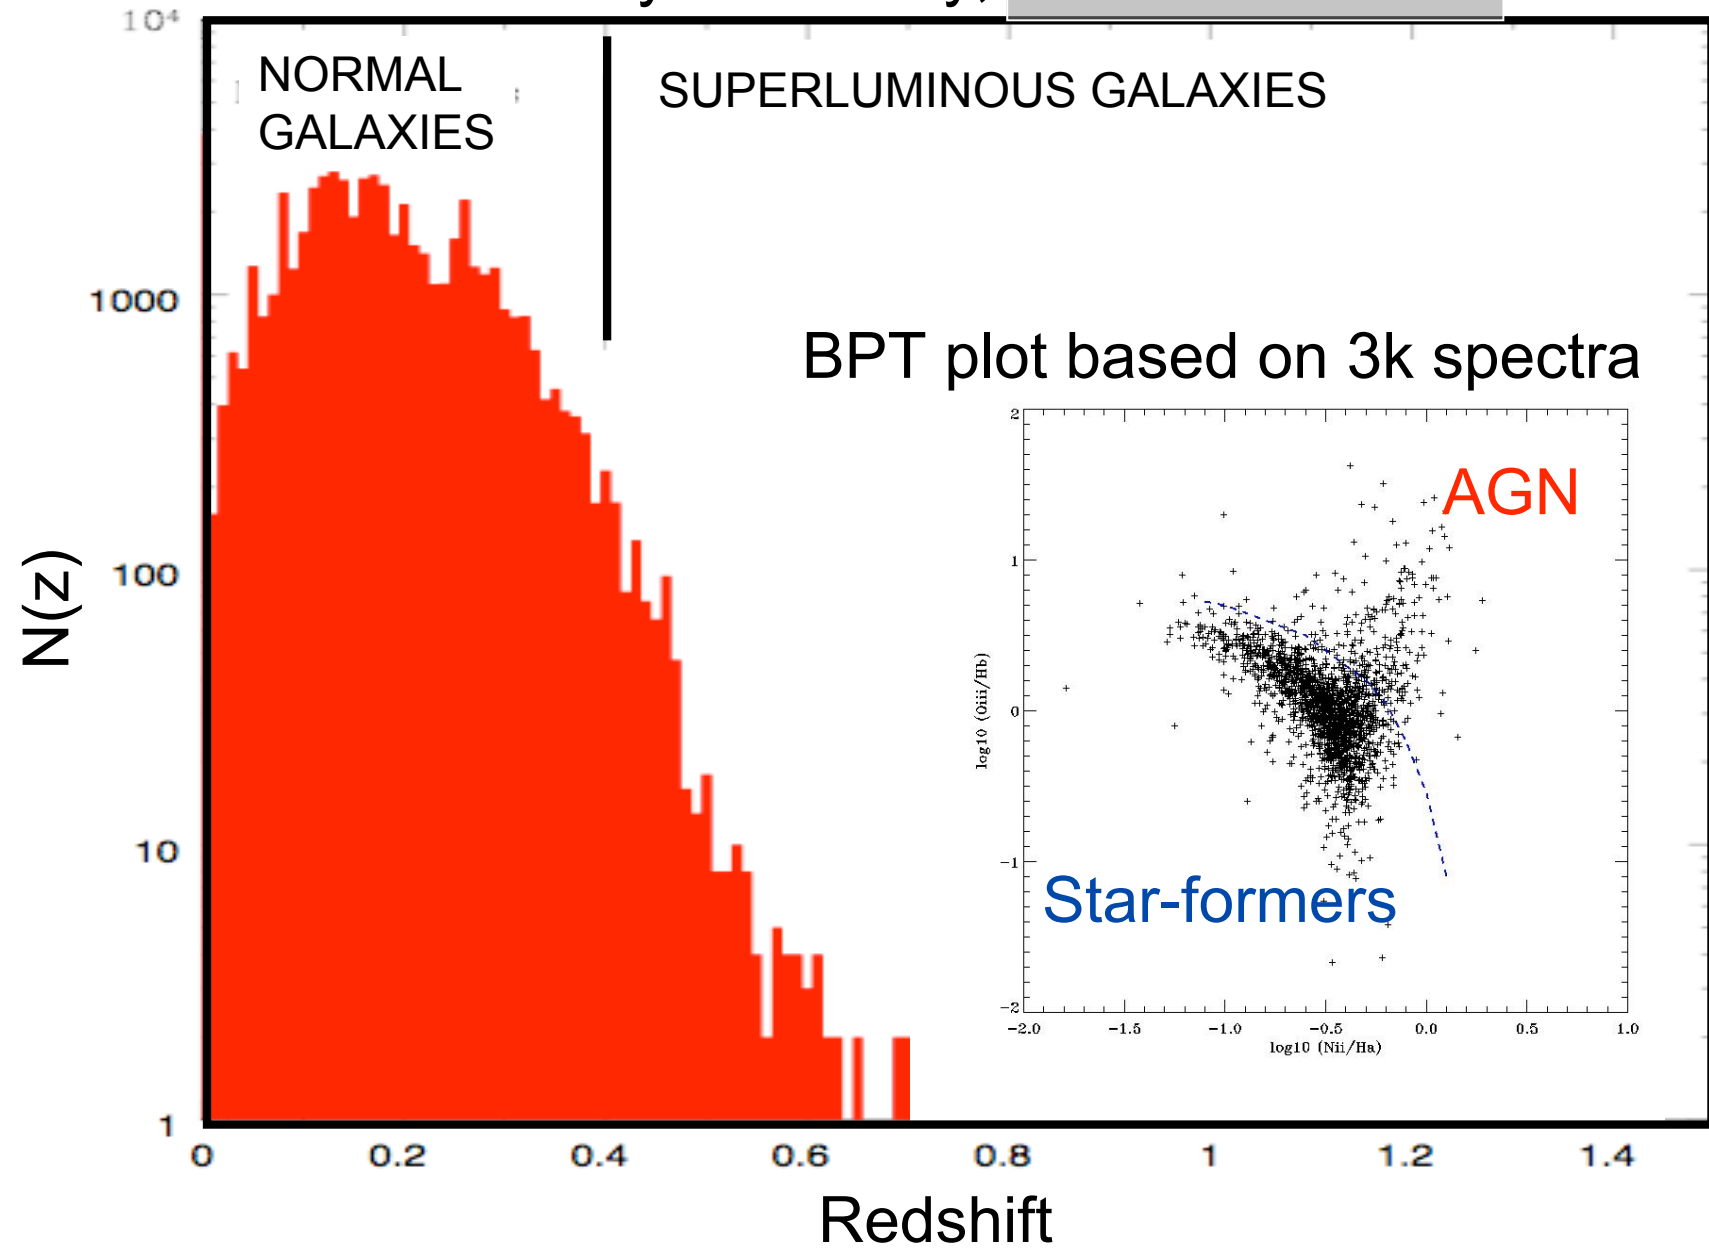 10⁴
NORMAL
GALAXIES
SUPERLUMINOUS GALAXIES
1000
100
10
1
N(z)
0 0.2 0.4 0.6 0.8 1 1.2 1.4
Redshift
BPT plot based on 3k spectra
AGN
Star-formers
2
1
0
-1
-2
log10 (Oiii/Hb)
-2.0 -1.5 -1.0 -0.5 0.0 0.5 1.0
log10 (Nii/Ha)